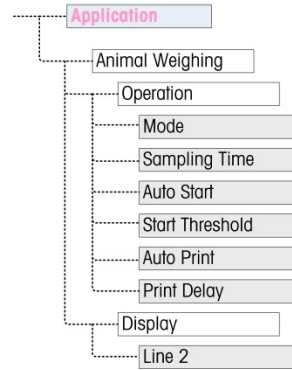 Application
Animal Weighing
Operation
Mode
Sampling Time
Auto Start
Start Threshold
Auto Print
Print Delay
Display
Line 2